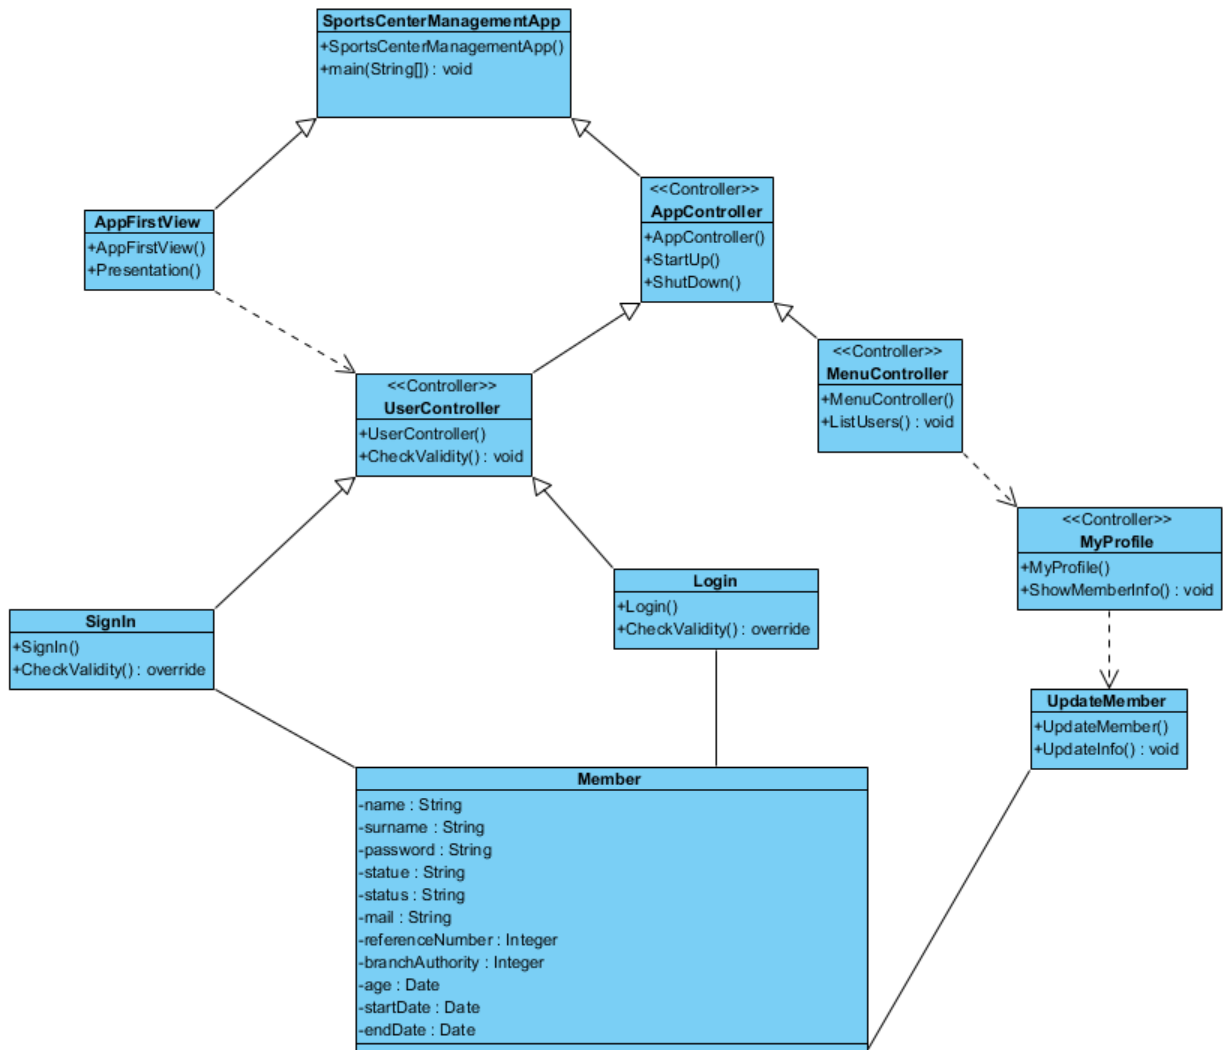 SportsCenterManagementApp
+SportsCenterManagementApp()
+main(String[]) : void
<<Controller>>
AppController
+AppController()
+StartUp()
+ShutDown()
AppFirstView
+AppFirstView()
+Presentation()
<<Controller>>
MenuController
+MenuController()
+ListUsers() : void
<<Controller>>
UserController
+UserController()
+CheckValidity() : void
<<Controller>>
MyProfile
+MyProfile()
+ShowMemberInfo() : void
Login
+Login()
+CheckValidity() : override
SignIn
+SignIn()
+CheckValidity() : override
UpdateMember
+UpdateMember()
+UpdateInfo() : void
Member
-name : String
-surname : String
-password : String
-statue : String
-status : String
-mail : String
-referenceNumber : Integer
-branchAuthority : Integer
-age : Date
-startDate : Date
-endDate : Date